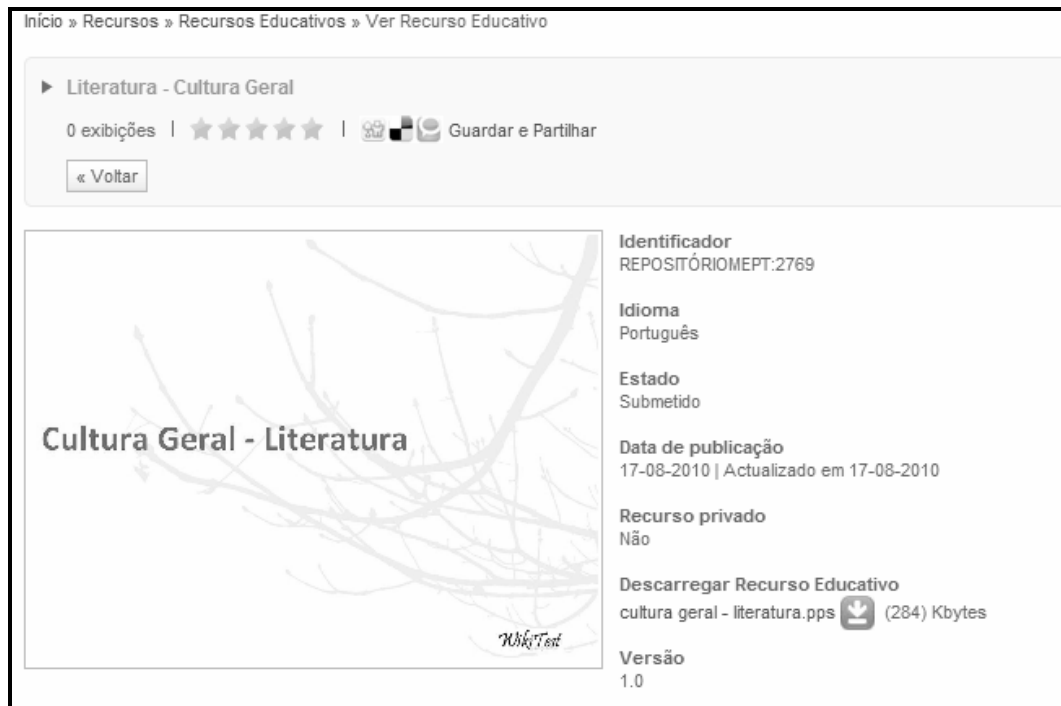 Início » Recursos » Recursos Educativos » Ver Recurso Educativo
Literatura - Cultura Geral
0 exibições | Guardar e Partilhar
« Voltar
Cultura Geral - Literatura
WikiTest
Identificador
REPOSITÓRIOMEPT:2769
Idioma
Português
Estado
Submetido
Data de publicação
17-08-2010 | Actualizado em 17-08-2010
Recurso privado
Não
Descarregar Recurso Educativo
cultura geral - literatura.pps (284) Kbytes
Versão
1.0